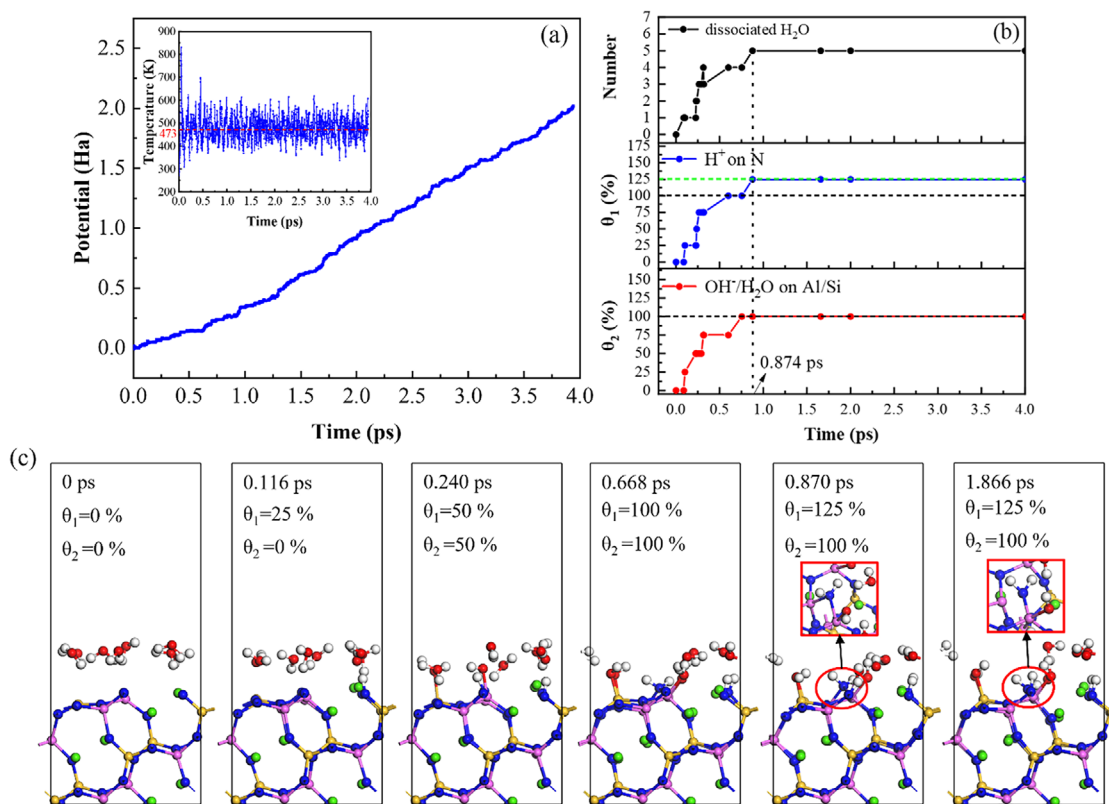 (a)
Potential (Ha)
2.5
2.0
1.5
1.0
0.5
0.0
0.0 0.5 1.0 1.5 2.0 2.5 3.0 3.5 4.0
Time (ps)
Temperature (K)
900
800
700
600
500
473
400
300
200
0.0 0.5 1.0 1.5 2.0 2.5 3.0 3.5 4.0
Time (ps)
(b)
dissociated H₂O
Number
7
6
5
4
3
2
1
0
H⁺ on N
θ₁ (%)
175
150
125
100
75
50
25
0
OH⁻/H₂O on Al/Si
θ₂ (%)
150
125
100
75
50
25
0
0.874 ps
0.0 0.5 1.0 1.5 2.0 2.5 3.0 3.5 4.0
Time (ps)
(c)
0 ps
θ₁=0 %
θ₂=0 %
0.116 ps
θ₁=25 %
θ₂=0 %
0.240 ps
θ₁=50 %
θ₂=50 %
0.668 ps
θ₁=100 %
θ₂=100 %
0.870 ps
θ₁=125 %
θ₂=100 %
1.866 ps
θ₁=125 %
θ₂=100 %